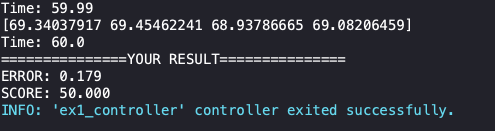 Time: 59.99
[69.34037917 69.45462241 68.93786665 69.08206459]
Time: 60.0
===============YOUR RESULT===============
ERROR: 0.179
SCORE: 50.000
INFO: 'ex1_controller' controller exited successfully.